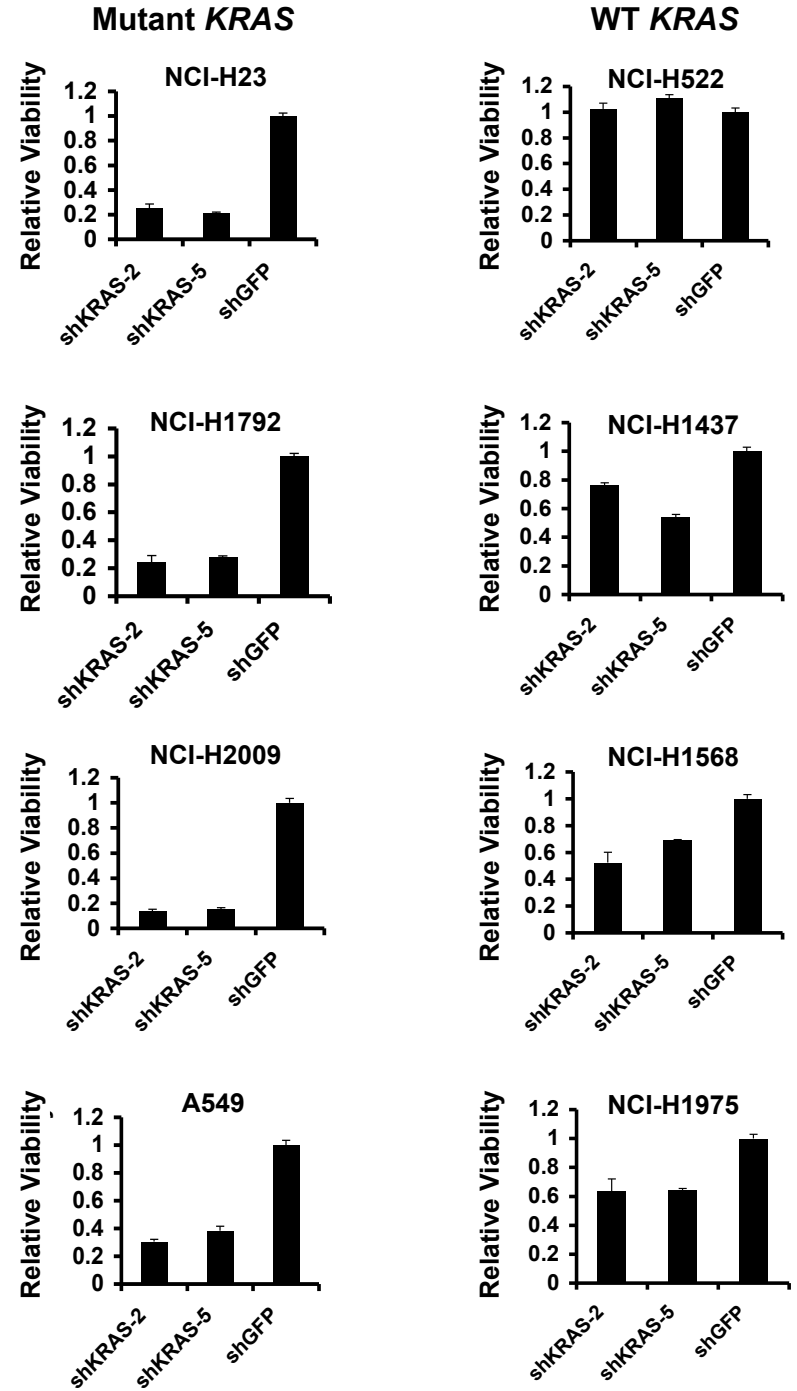 Mutant KRAS
WT KRAS
NCI-H23
Relative Viability
1.2
1
0.8
0.6
0.4
0.2
0
shKRAS-2
shKRAS-5
shGFP
NCI-H522
Relative Viability
1.2
1
0.8
0.6
0.4
0.2
0
shKRAS-2
shKRAS-5
shGFP
NCI-H1792
Relative Viability
1.2
1
0.8
0.6
0.4
0.2
0
shKRAS-2
shKRAS-5
shGFP
NCI-H1437
Relative Viability
1.2
1
0.8
0.6
0.4
0.2
0
shKRAS-2
shKRAS-5
shGFP
NCI-H2009
Relative Viability
1.2
1
0.8
0.6
0.4
0.2
0
shKRAS-2
shKRAS-5
shGFP
NCI-H1568
Relative Viability
1.2
1
0.8
0.6
0.4
0.2
0
shKRAS-2
shKRAS-5
shGFP
A549
Relative Viability
1.2
1
0.8
0.6
0.4
0.2
0
shKRAS-2
shKRAS-5
shGFP
NCI-H1975
Relative Viability
1.2
1
0.8
0.6
0.4
0.2
0
shKRAS-2
shKRAS-5
shGFP